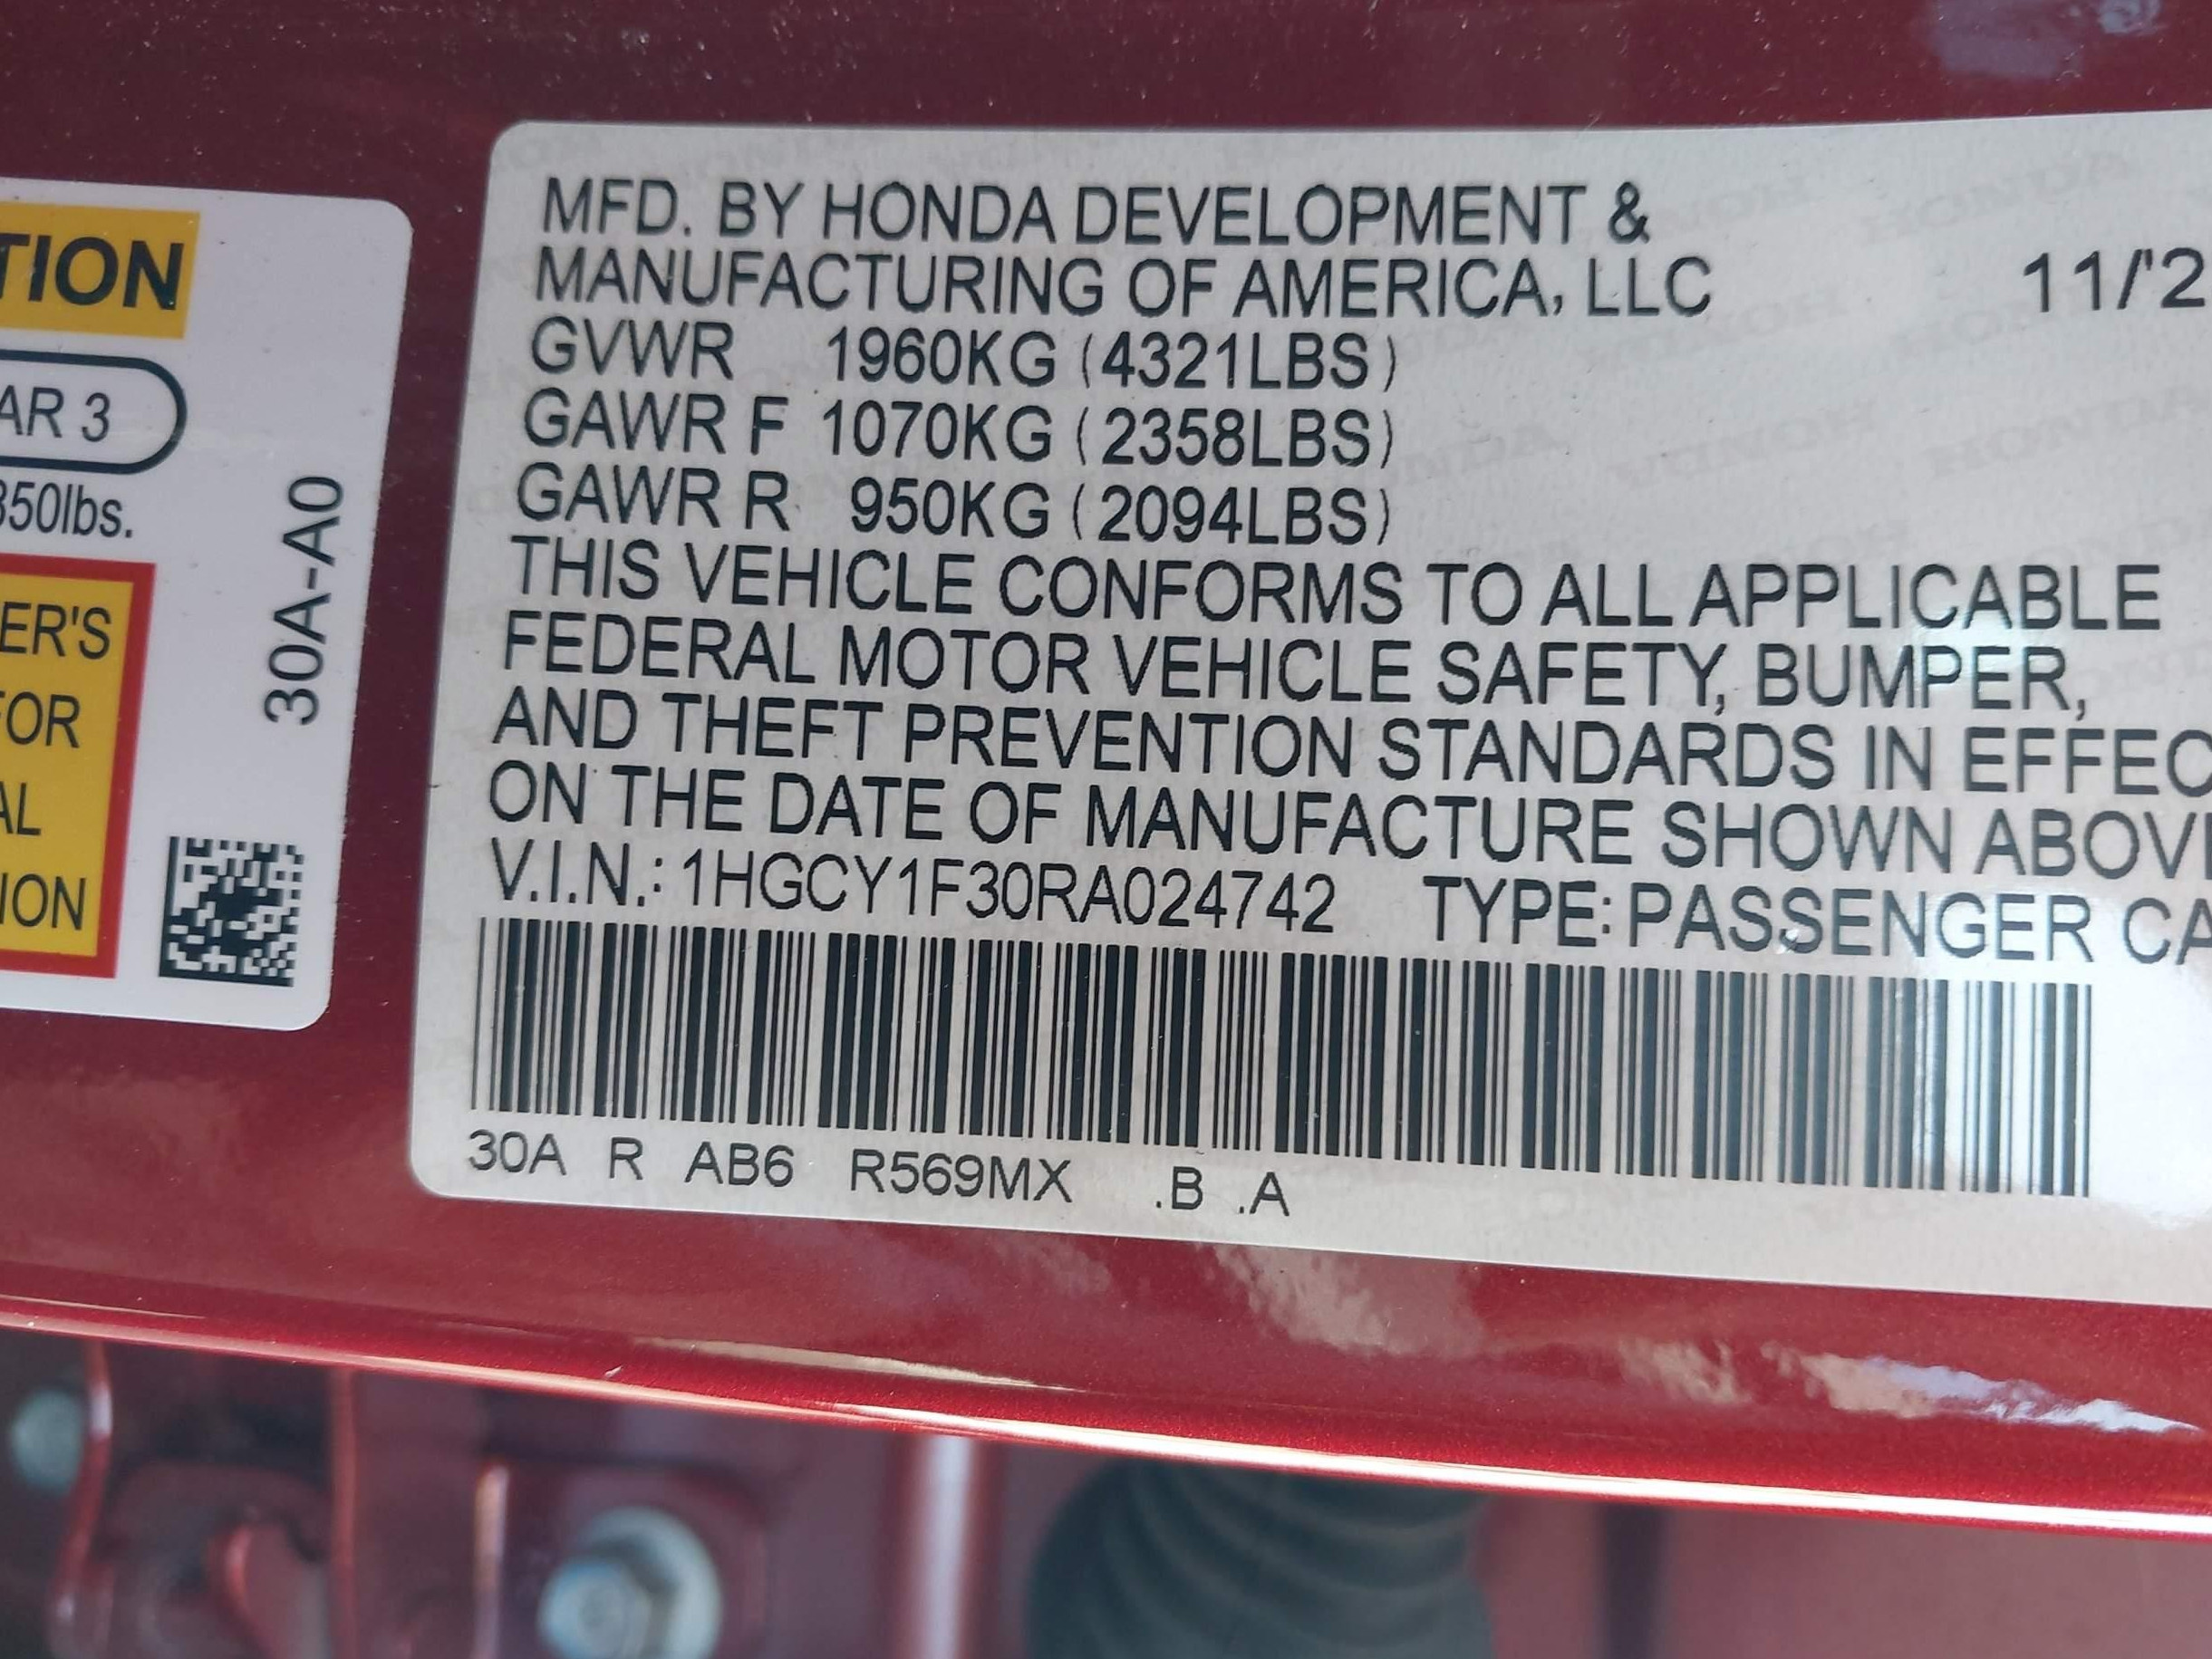 TION
AR 3
350lbs.
ER'S
FOR
AL
ION
30A-A0
MFD. BY HONDA DEVELOPMENT &
MANUFACTURING OF AMERICA, LLC 11/'2
GVWR 1960KG (4321LBS)
GAWR F 1070KG (2358LBS)
GAWR R 950KG (2094LBS)
THIS VEHICLE CONFORMS TO ALL APPLICABLE
FEDERAL MOTOR VEHICLE SAFETY, BUMPER,
AND THEFT PREVENTION STANDARDS IN EFFEC
ON THE DATE OF MANUFACTURE SHOWN ABOVE
V.I.N.: 1HGCY1F30RA024742 TYPE: PASSENGER CA
30A R AB6 R569MX .B .A